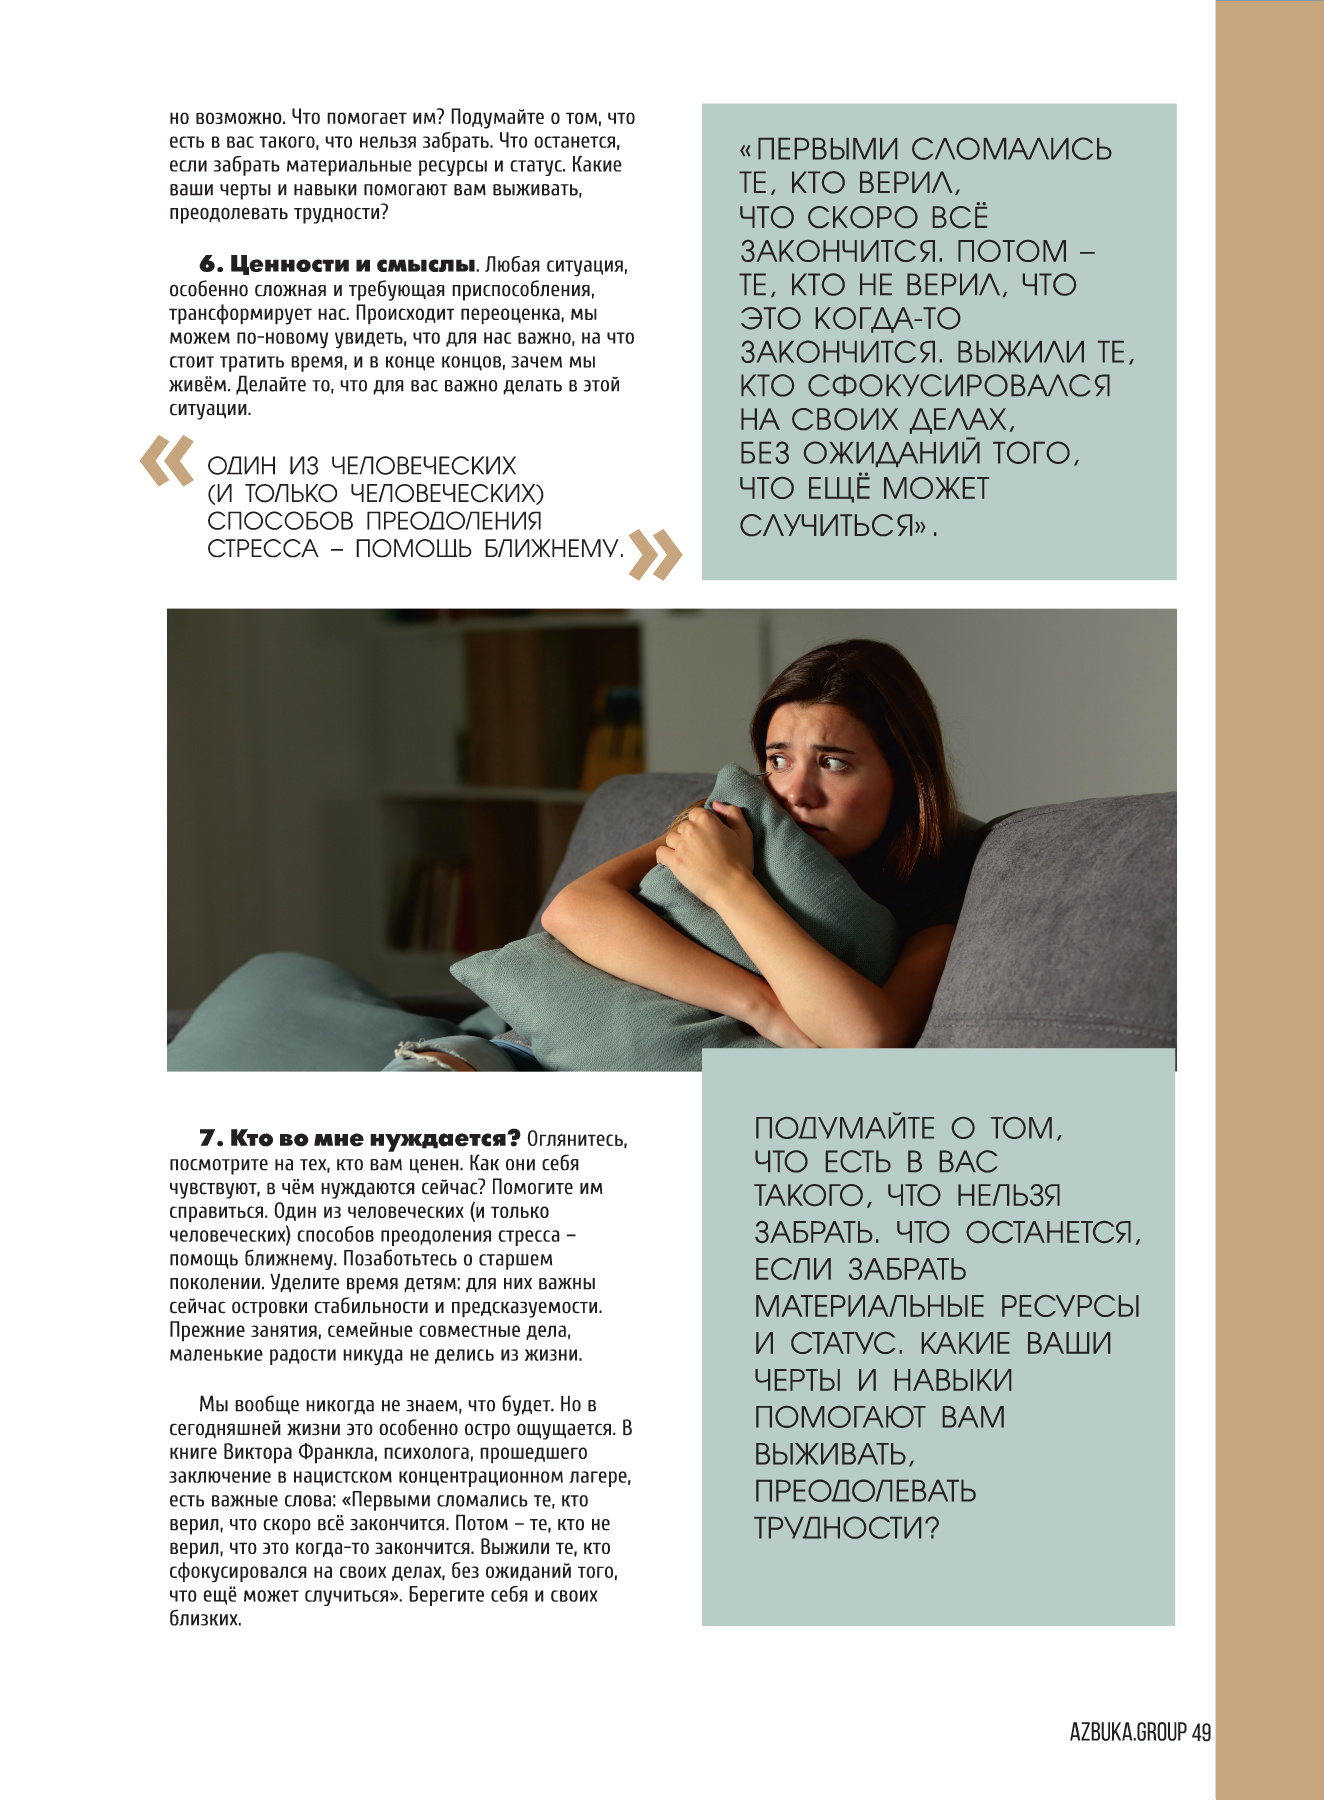 но возможно. Что помогает им? Подумайте о том, что
есть в вас такого, что нельзя забрать. Что останется,
если забрать материальные ресурсы и статус. Какие
ваши черты и навыки помогают вам выживать,
преодолевать трудности?
6. Ценности и смыслы. Любая ситуация,
особенно сложная и требующая приспособления,
трансформирует нас. Происходит переоценка, мы
можем по-новому увидеть, что для нас важно, на что
стоит тратить время, и в конце концов, зачем мы
живём. Делайте то, что для вас важно делать в этой
ситуации.
« ОДИН ИЗ ЧЕЛОВЕЧЕСКИХ
(И ТОЛЬКО ЧЕЛОВЕЧЕСКИХ)
СПОСОБОВ ПРЕОДОЛЕНИЯ
СТРЕССА – ПОМОЩЬ БЛИЖНЕМУ. »
«ПЕРВЫМИ СЛОМАЛИСЬ
ТЕ, КТО ВЕРИЛ,
ЧТО СКОРО ВСЁ
ЗАКОНЧИТСЯ. ПОТОМ –
ТЕ, КТО НЕ ВЕРИЛ, ЧТО
ЭТО КОГДА-ТО
ЗАКОНЧИТСЯ. ВЫЖИЛИ ТЕ,
КТО СФОКУСИРОВАЛСЯ
НА СВОИХ ДЕЛАХ,
БЕЗ ОЖИДАНИЙ ТОГО,
ЧТО ЕЩЁ МОЖЕТ
СЛУЧИТЬСЯ».
7. Кто во мне нуждается? Оглянитесь,
посмотрите на тех, кто вам ценен. Как они себя
чувствуют, в чём нуждаются сейчас? Помогите им
справиться. Один из человеческих (и только
человеческих) способов преодоления стресса –
помощь ближнему. Позаботьтесь о старшем
поколении. Уделите время детям: для них важны
сейчас островки стабильности и предсказуемости.
Прежние занятия, семейные совместные дела,
маленькие радости никуда не делись из жизни.
Мы вообще никогда не знаем, что будет. Но в
сегодняшней жизни это особенно остро ощущается. В
книге Виктора Франкла, психолога, прошедшего
заключение в нацистском концентрационном лагере,
есть важные слова: «Первыми сломались те, кто
верил, что скоро всё закончится. Потом – те, кто не
верил, что это когда-то закончится. Выжили те, кто
сфокусировался на своих делах, без ожиданий того,
что ещё может случиться». Берегите себя и своих
близких.
ПОДУМАЙТЕ О ТОМ,
ЧТО ЕСТЬ В ВАС
ТАКОГО, ЧТО НЕЛЬЗЯ
ЗАБРАТЬ. ЧТО ОСТАНЕТСЯ,
ЕСЛИ ЗАБРАТЬ
МАТЕРИАЛЬНЫЕ РЕСУРСЫ
И СТАТУС. КАКИЕ ВАШИ
ЧЕРТЫ И НАВЫКИ
ПОМОГАЮТ ВАМ
ВЫЖИВАТЬ,
ПРЕОДОЛЕВАТЬ
ТРУДНОСТИ?
AZBUKA.GROUP 49